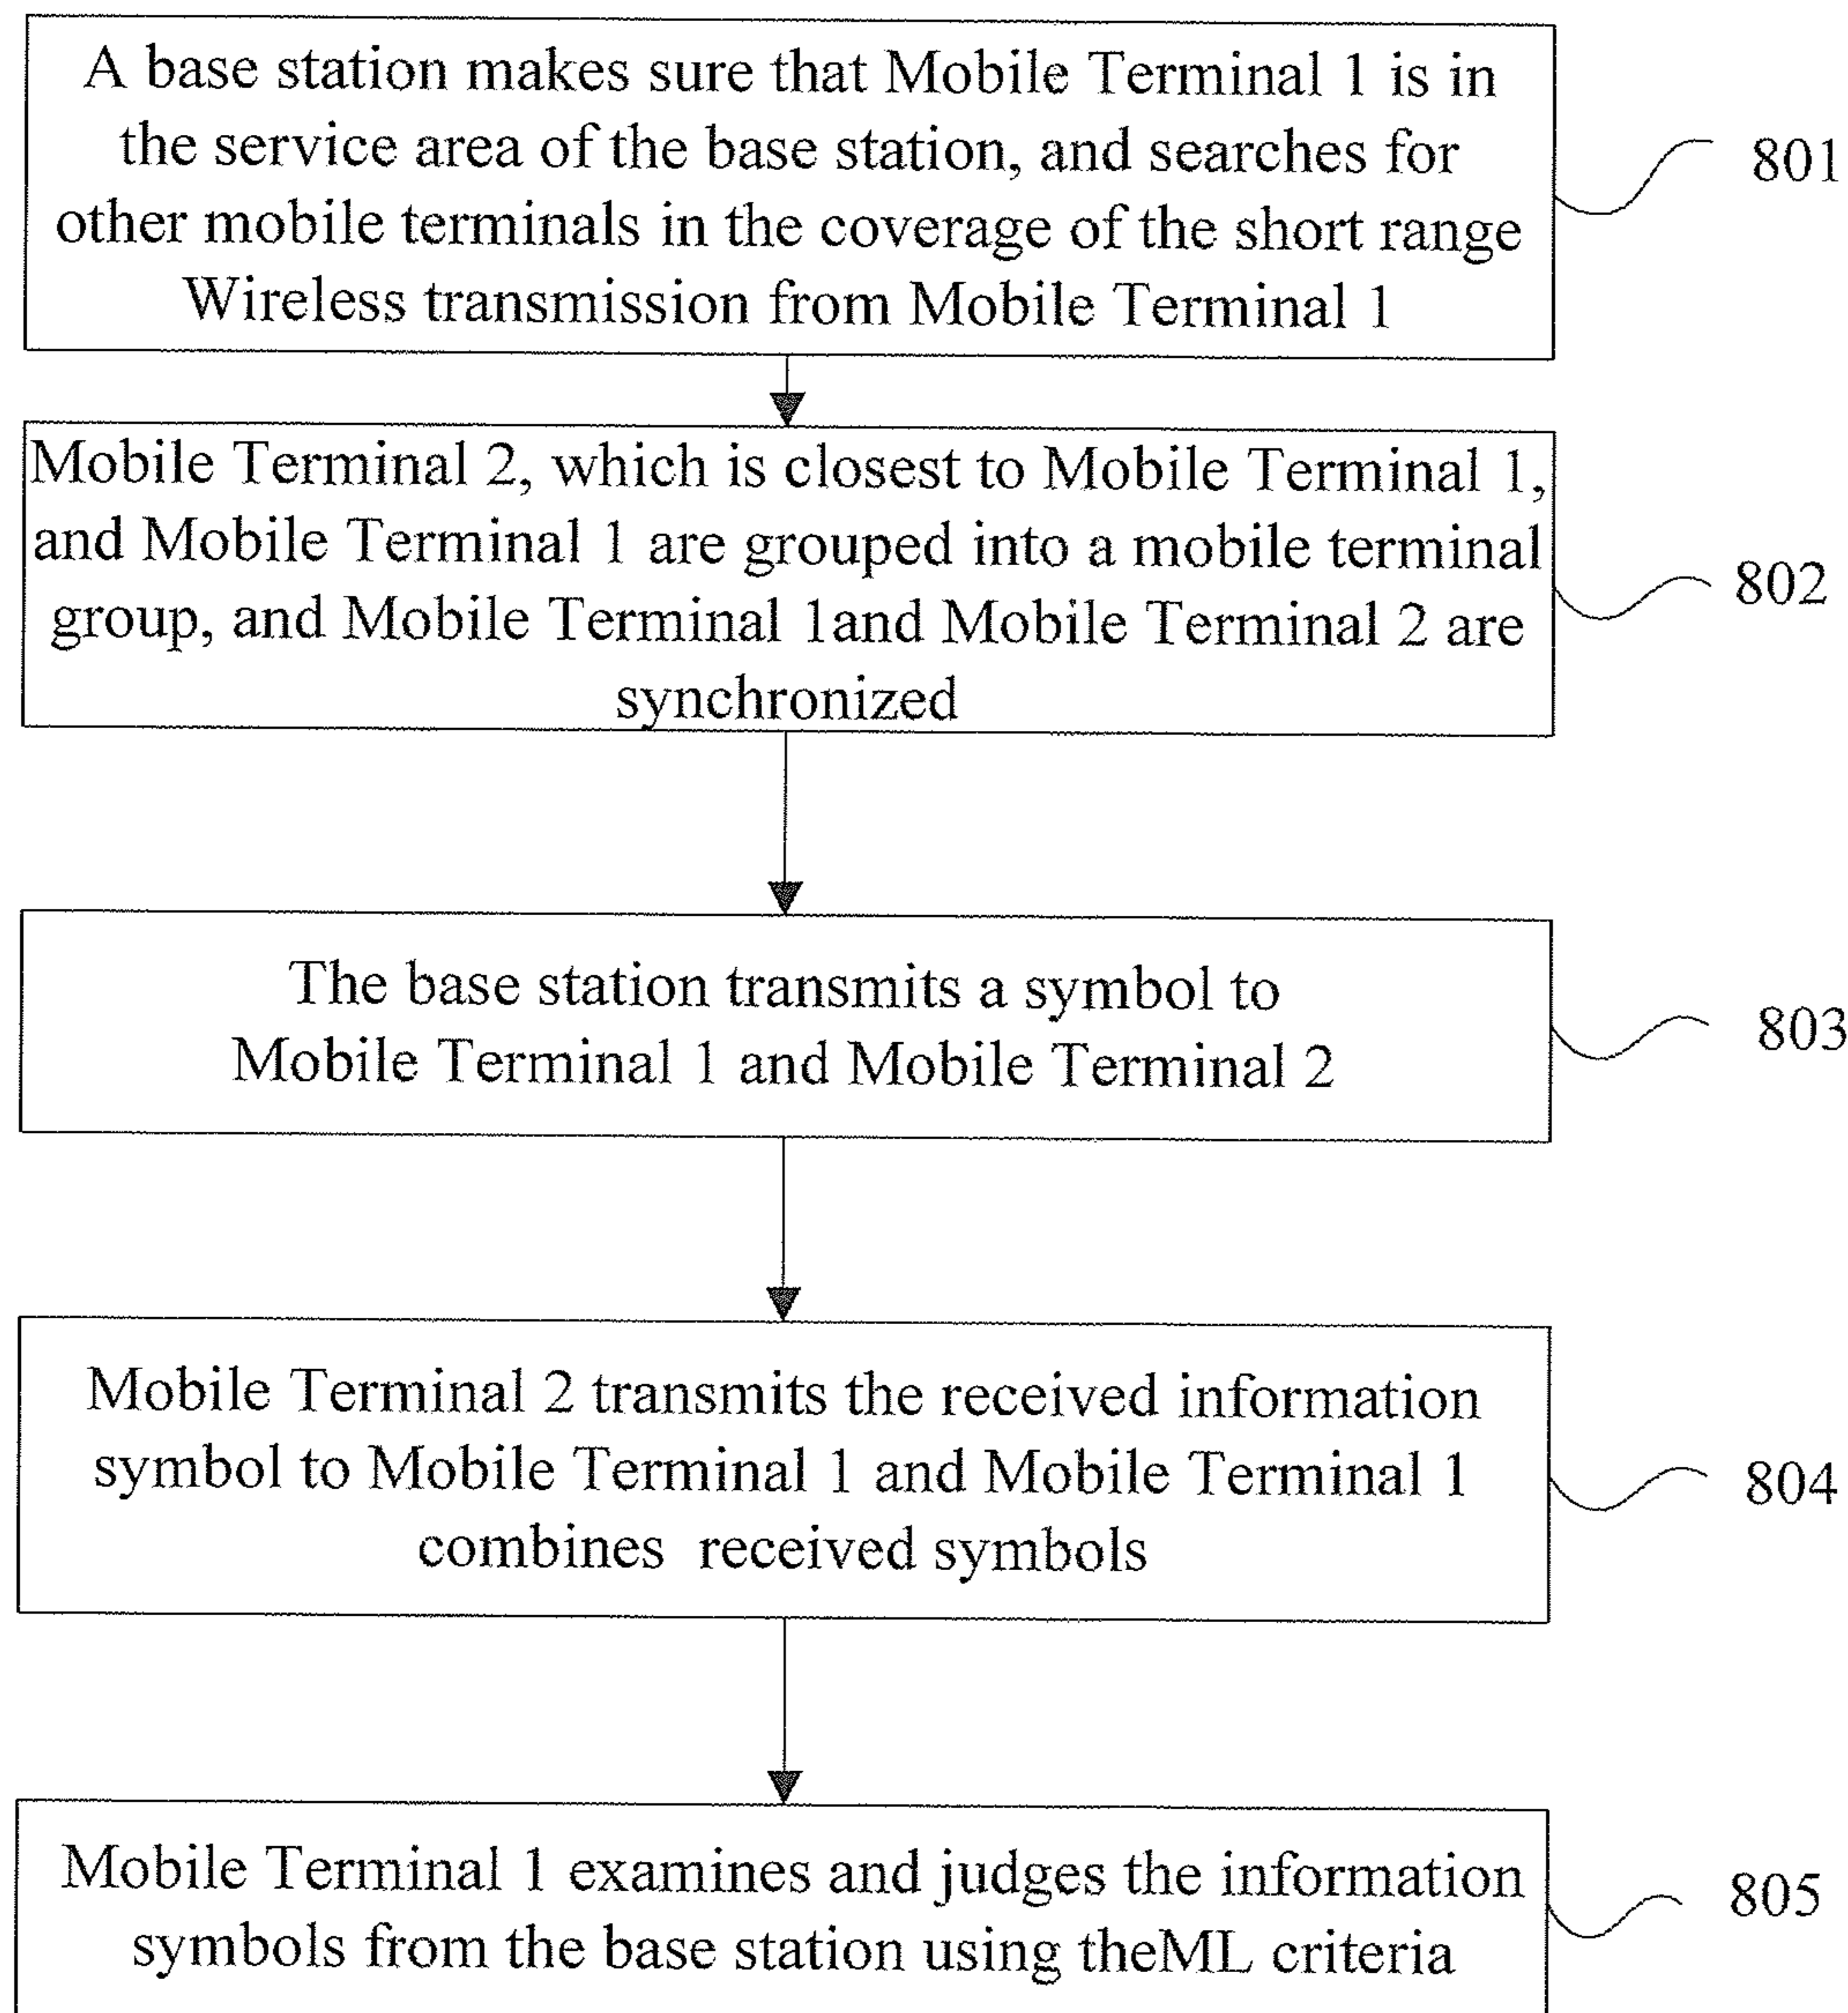 A base station makes sure that Mobile Terminal 1 is in
the service area of the base station, and searches for
other mobile terminals in the coverage of the short range
Wireless transmission from Mobile Terminal 1
801
Mobile Terminal 2, which is closest to Mobile Terminal 1,
and Mobile Terminal 1 are grouped into a mobile terminal
group, and Mobile Terminal 1and Mobile Terminal 2 are
synchronized
802
The base station transmits a symbol to
Mobile Terminal 1 and Mobile Terminal 2
803
Mobile Terminal 2 transmits the received information
symbol to Mobile Terminal 1 and Mobile Terminal 1
combines received symbols
804
Mobile Terminal 1 examines and judges the information
symbols from the base station using theML criteria
805